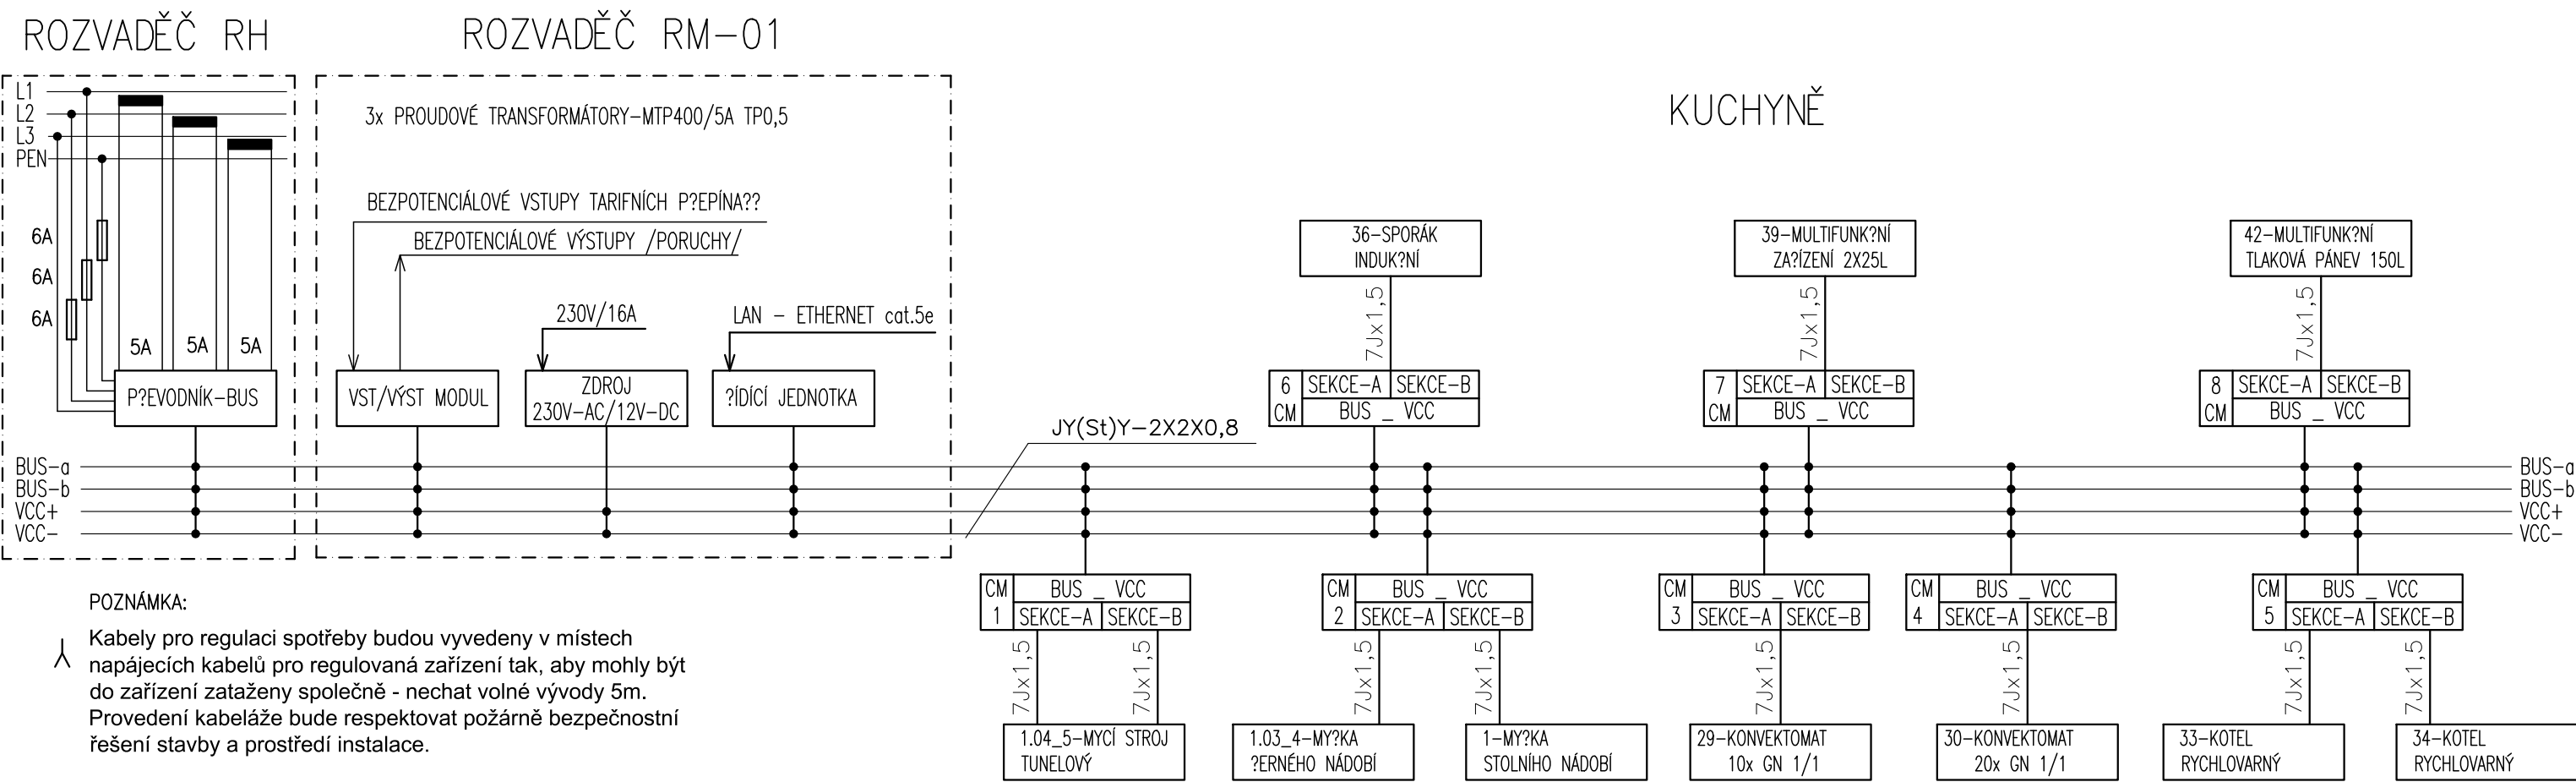 ROZVADĚČ RH
ROZVADĚČ RM-01
KUCHYNĚ
L1
L2
L3
PEN
6A
6A
6A
5A
5A
5A
P?EVODNÍK-BUS
3x PROUDOVÉ TRANSFORMÁTORY-MTP400/5A TP0,5
BEZPOTENCIÁLOVÉ VSTUPY TARIFNÍCH P?EPÍNA??
BEZPOTENCIÁLOVÉ VÝSTUPY /PORUCHY/
230V/16A
LAN - ETHERNET cat.5e
VST/VÝST MODUL
ZDROJ
230V-AC/12V-DC
?ÍDÍCÍ JEDNOTKA
36-SPORÁK
INDUK?NÍ
7Jx1,5
6
CM
SEKCE-A
SEKCE-B
BUS _ VCC
39-MULTIFUNK?NÍ
ZA?ÍZENÍ 2X25L
7Jx1,5
7
CM
SEKCE-A
SEKCE-B
BUS _ VCC
42-MULTIFUNK?NÍ
TLAKOVÁ PÁNEV 150L
7Jx1,5
8
CM
SEKCE-A
SEKCE-B
BUS _ VCC
JY(St)Y-2X2X0,8
BUS-a
BUS-b
VCC+
VCC-
BUS-a
BUS-b
VCC+
VCC-
CM
1
BUS _ VCC
SEKCE-A
SEKCE-B
7Jx1,5
7Jx1,5
1.04_5-MYCÍ STROJ
TUNELOVÝ
CM
2
BUS _ VCC
SEKCE-A
SEKCE-B
7Jx1,5
7Jx1,5
1.03_4-MY?KA
?ERNÉHO NÁDOBÍ
1-MY?KA
STOLNÍHO NÁDOBÍ
CM
3
BUS _ VCC
SEKCE-A
SEKCE-B
7Jx1,5
29-KONVEKTOMAT
10x GN 1/1
CM
4
BUS _ VCC
SEKCE-A
SEKCE-B
7Jx1,5
30-KONVEKTOMAT
20x GN 1/1
CM
5
BUS _ VCC
SEKCE-A
SEKCE-B
7Jx1,5
7Jx1,5
33-KOTEL
RYCHLOVARNÝ
34-KOTEL
RYCHLOVARNÝ
POZNÁMKA:
Kabely pro regulaci spotřeby budou vyvedeny v místech
napájecích kabelů pro regulovaná zařízení tak, aby mohly být
do zařízení zataženy společně - nechat volné vývody 5m.
Provedení kabeláže bude respektovat požárně bezpečnostní
řešení stavby a prostředí instalace.